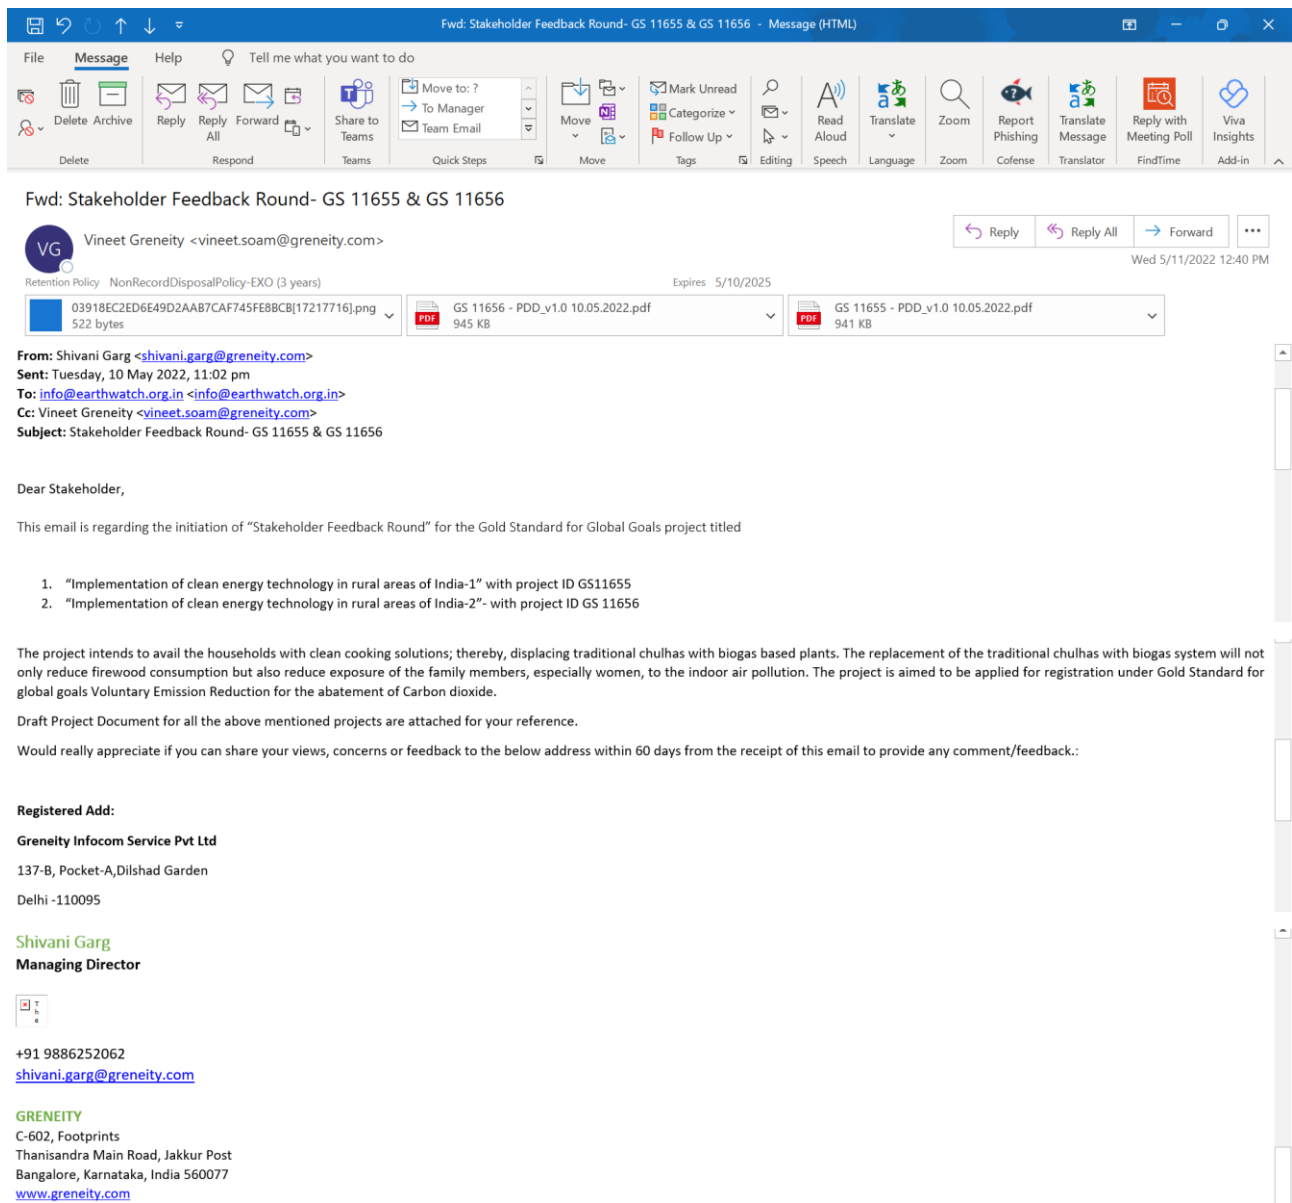 Fwd: Stakeholder Feedback Round- GS 11655 & GS 11656 - Message (HTML)
File Message Help Tell me what you want to do
Delete Archive Reply Reply All Forward Share to Teams Move to: ? To Manager Team Email Move Mark Unread Categorize Follow Up Read Aloud Translate Zoom Report Phishing Translate Message Reply with Meeting Poll Viva Insights
Delete Respond Teams Quick Steps Move Tags Editing Speech Language Zoom Cofense Translator FindTime Add-in
Fwd: Stakeholder Feedback Round- GS 11655 & GS 11656
VG
Vineet Greneity <vineet.soam@greneity.com>
Reply Reply All Forward
Wed 5/11/2022 12:40 PM
Retention Policy NonRecordDisposalPolicy-EXO (3 years) Expires 5/10/2025
03918EC2ED6E49D2AAB7CAF745FE8BCB[17217716].png
522 bytes
PDF
GS 11656 - PDD_v1.0 10.05.2022.pdf
945 KB
PDF
GS 11655 - PDD_v1.0 10.05.2022.pdf
941 KB
From: Shivani Garg <shivani.garg@greneity.com>
Sent: Tuesday, 10 May 2022, 11:02 pm
To: info@earthwatch.org.in <info@earthwatch.org.in>
Cc: Vineet Greneity <vineet.soam@greneity.com>
Subject: Stakeholder Feedback Round- GS 11655 & GS 11656
Dear Stakeholder,
This email is regarding the initiation of “Stakeholder Feedback Round” for the Gold Standard for Global Goals project titled
1. “Implementation of clean energy technology in rural areas of India-1” with project ID GS11655
2. “Implementation of clean energy technology in rural areas of India-2”- with project ID GS 11656
The project intends to avail the households with clean cooking solutions; thereby, displacing traditional chulhas with biogas based plants. The replacement of the traditional chulhas with biogas system will not
only reduce firewood consumption but also reduce exposure of the family members, especially women, to the indoor air pollution. The project is aimed to be applied for registration under Gold Standard for
global goals Voluntary Emission Reduction for the abatement of Carbon dioxide.
Draft Project Document for all the above mentioned projects are attached for your reference.
Would really appreciate if you can share your views, concerns or feedback to the below address within 60 days from the receipt of this email to provide any comment/feedback.:
Registered Add:
Greneity Infocom Service Pvt Ltd
137-B, Pocket-A,Dilshad Garden
Delhi -110095
Shivani Garg
Managing Director
The
+91 9886252062
shivani.garg@greneity.com
GRENEITY
C-602, Footprints
Thanisandra Main Road, Jakkur Post
Bangalore, Karnataka, India 560077
www.greneity.com